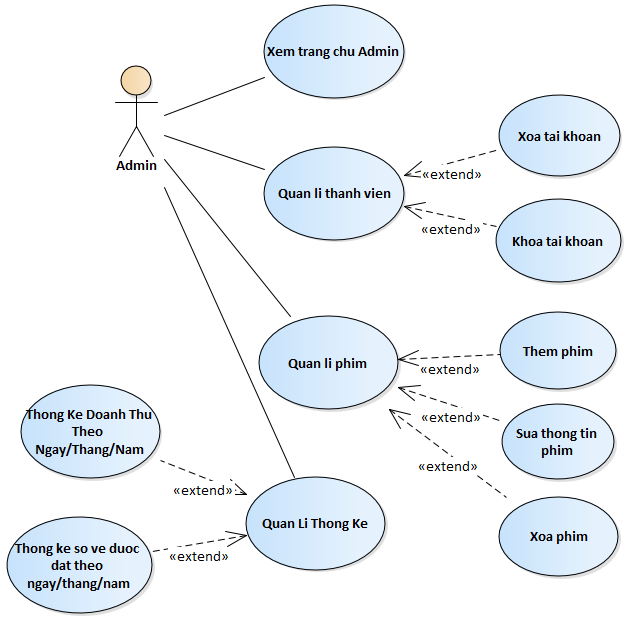 Xem trang chu Admin
Admin
Xoa tai khoan
«extend»
Quan li thanh vien
«extend»
Khoa tai khoan
Quan li phim
Them phim
«extend»
«extend»
Sua thong tin
phim
«extend»
Xoa phim
Thong Ke Doanh Thu
Theo
Ngay/Thang/Nam
«extend»
Quan Li Thong Ke
Thong ke so ve duoc
dat theo
ngay/thang/nam
«extend»